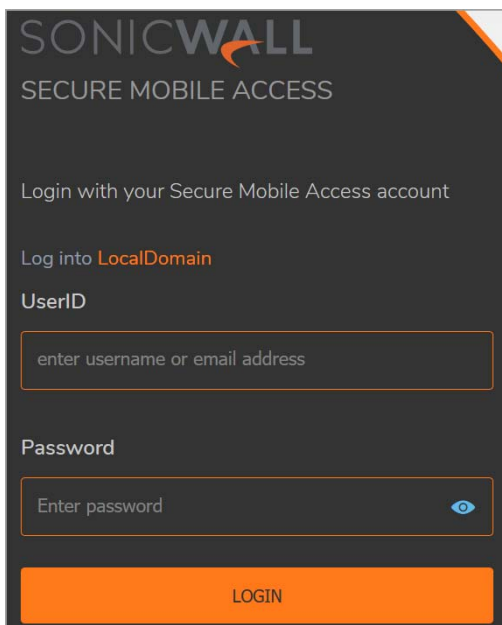 SONICWALL
SECURE MOBILE ACCESS
Login with your Secure Mobile Access account
Log into LocalDomain
UserID
enter username or email address
Password
Enter password
LOGIN